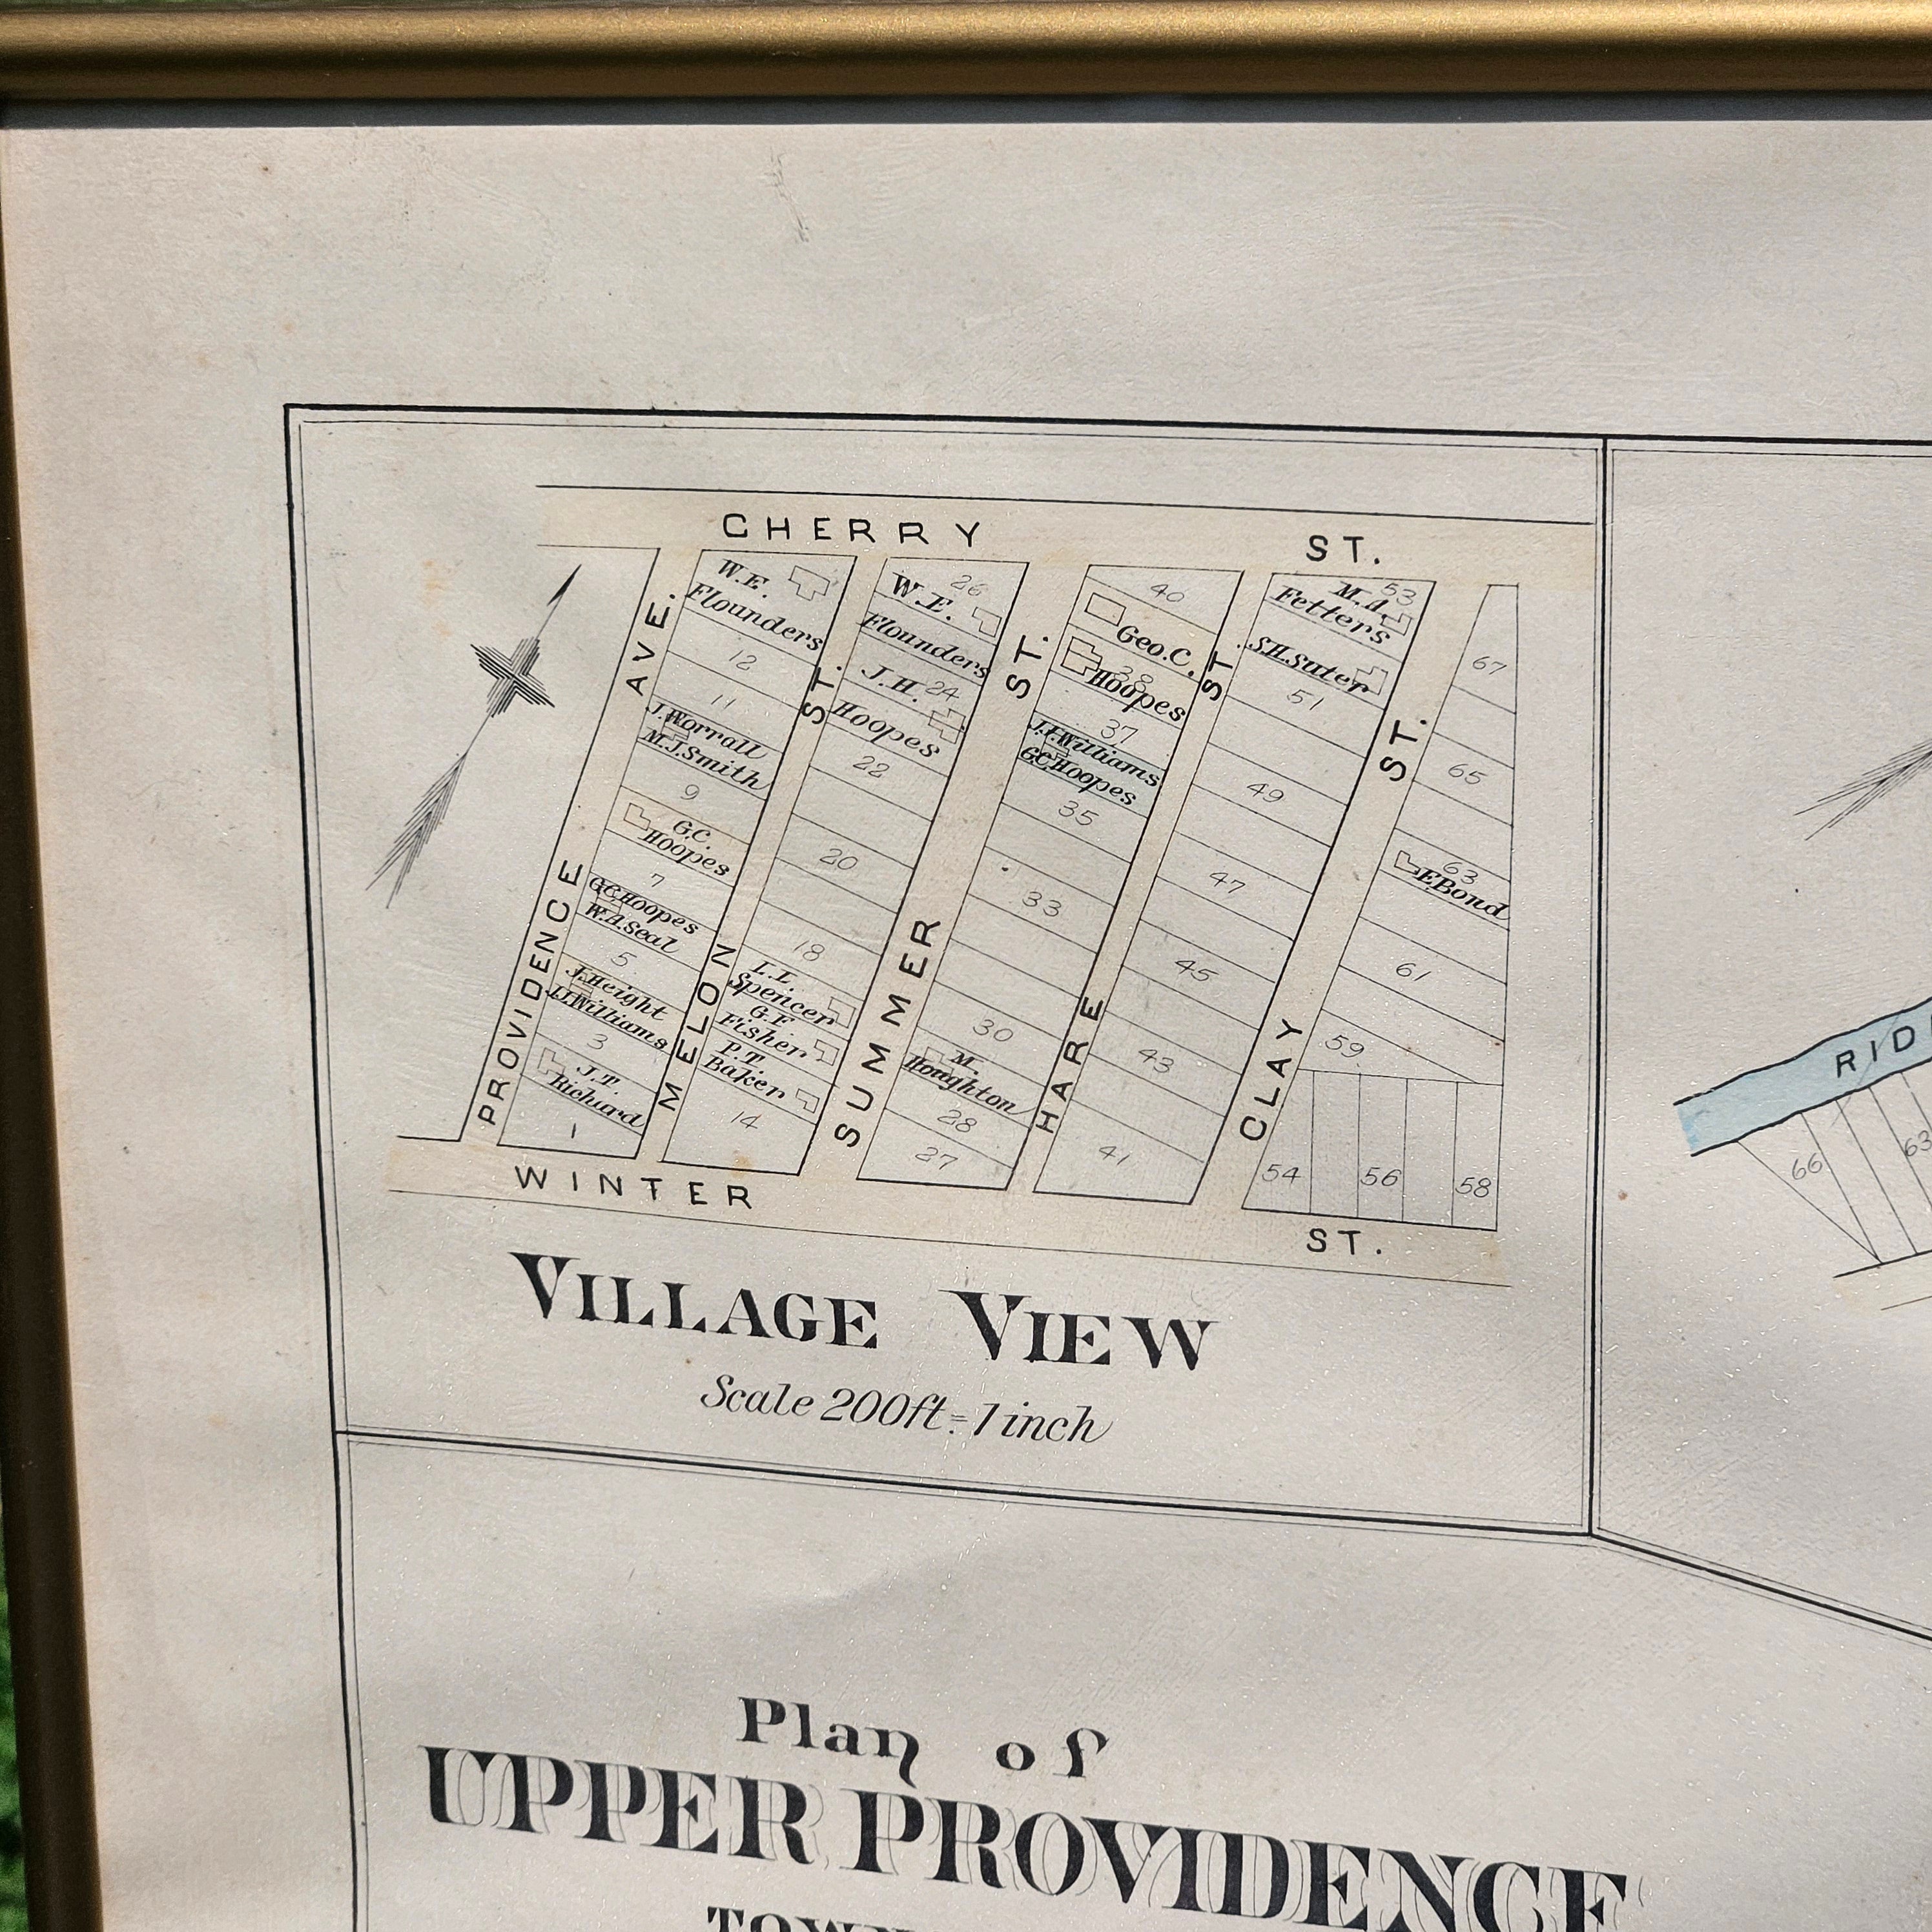 CHERRY ST.
PROVIDENCE AVE.
W.E.
Flounders
12
11
J. Worrall
M.J. Smith
9
G.C.
Hoopes
7
G.C. Hoopes
W.A. Seal
5
J. Height
J.J. Williams
3
J.T.
Richard
1
MELON ST.
26
W.E.
Flounders
J.H. 24
Hoopes
22
20
18
L.L.
Spencer
G.F.
Fisher
P.T.
Baker
14
SUMMER ST.
40
Geo. C.
38
Hoopes
37
J.J. Williams
G.C. Hoopes
35
33
30
M.
Houghton
28
27
HARE ST.
53
M.A.
Fetters
S.H. Suter
51
49
47
45
43
41
CLAY ST.
67
65
63
E. Bond
61
59
54 56 58
WINTER ST.
VILLAGE VIEW
Scale 200ft. = 1 inch
RID
66
63
Plan of
UPPER PROVIDENCE
TOWN